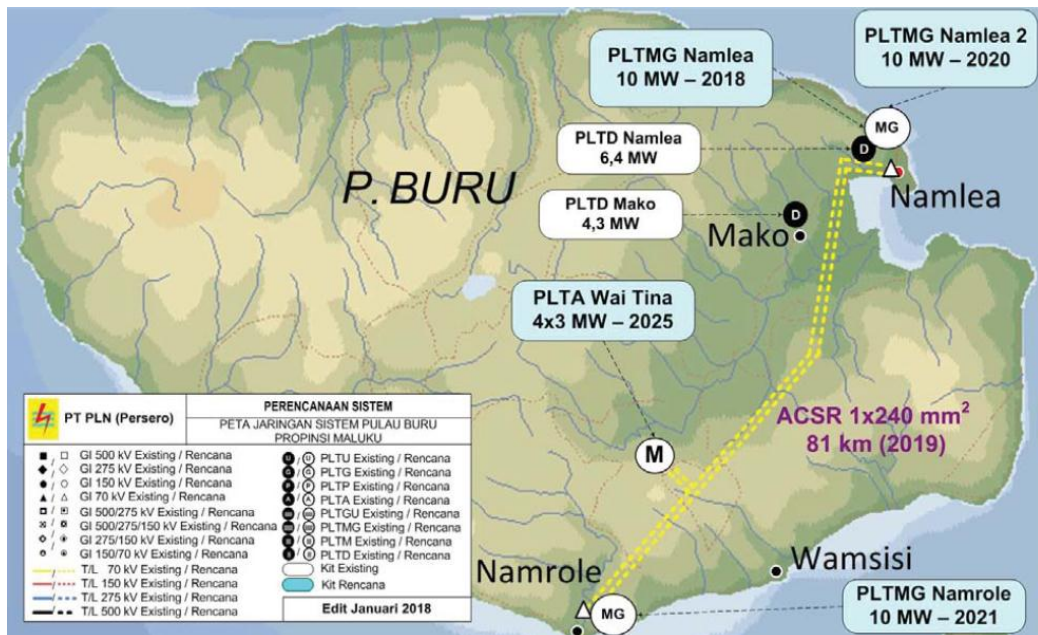 PLTMG Namlea 2
10 MW – 2020
PLTMG Namlea
10 MW – 2018
MG
PLTD Namlea
6,4 MW
D
Namlea
P. BURU
PLTD Mako
4,3 MW
D
Mako
PLTA Wai Tina
4x3 MW – 2025
ACSR 1x240 mm²
81 km (2019)
M
Wamsisi
Namrole
MG
PLTMG Namrole
10 MW – 2021
PT PLN (Persero)
PERENCANAAN SISTEM
PETA JARINGAN SISTEM PULAU BURU
PROPINSI MALUKU
GI 500 kV Existing / Rencana
GI 275 kV Existing / Rencana
GI 150 kV Existing / Rencana
GI 70 kV Existing / Rencana
GI 500/275 kV Existing / Rencana
GI 500/275/150 kV Existing / Rencana
GI 275/150 kV Existing / Rencana
GI 150/70 kV Existing / Rencana
T/L 70 kV Existing / Rencana
T/L 150 kV Existing / Rencana
T/L 275 kV Existing / Rencana
T/L 500 kV Existing / Rencana
U / U PLTU Existing / Rencana
G / G PLTG Existing / Rencana
P / P PLTP Existing / Rencana
A / A PLTA Existing / Rencana
PLTGU Existing / Rencana
PLTMG Existing / Rencana
PLTM Existing / Rencana
PLTD Existing / Rencana
Kit Existing
Kit Rencana
Edit Januari 2018